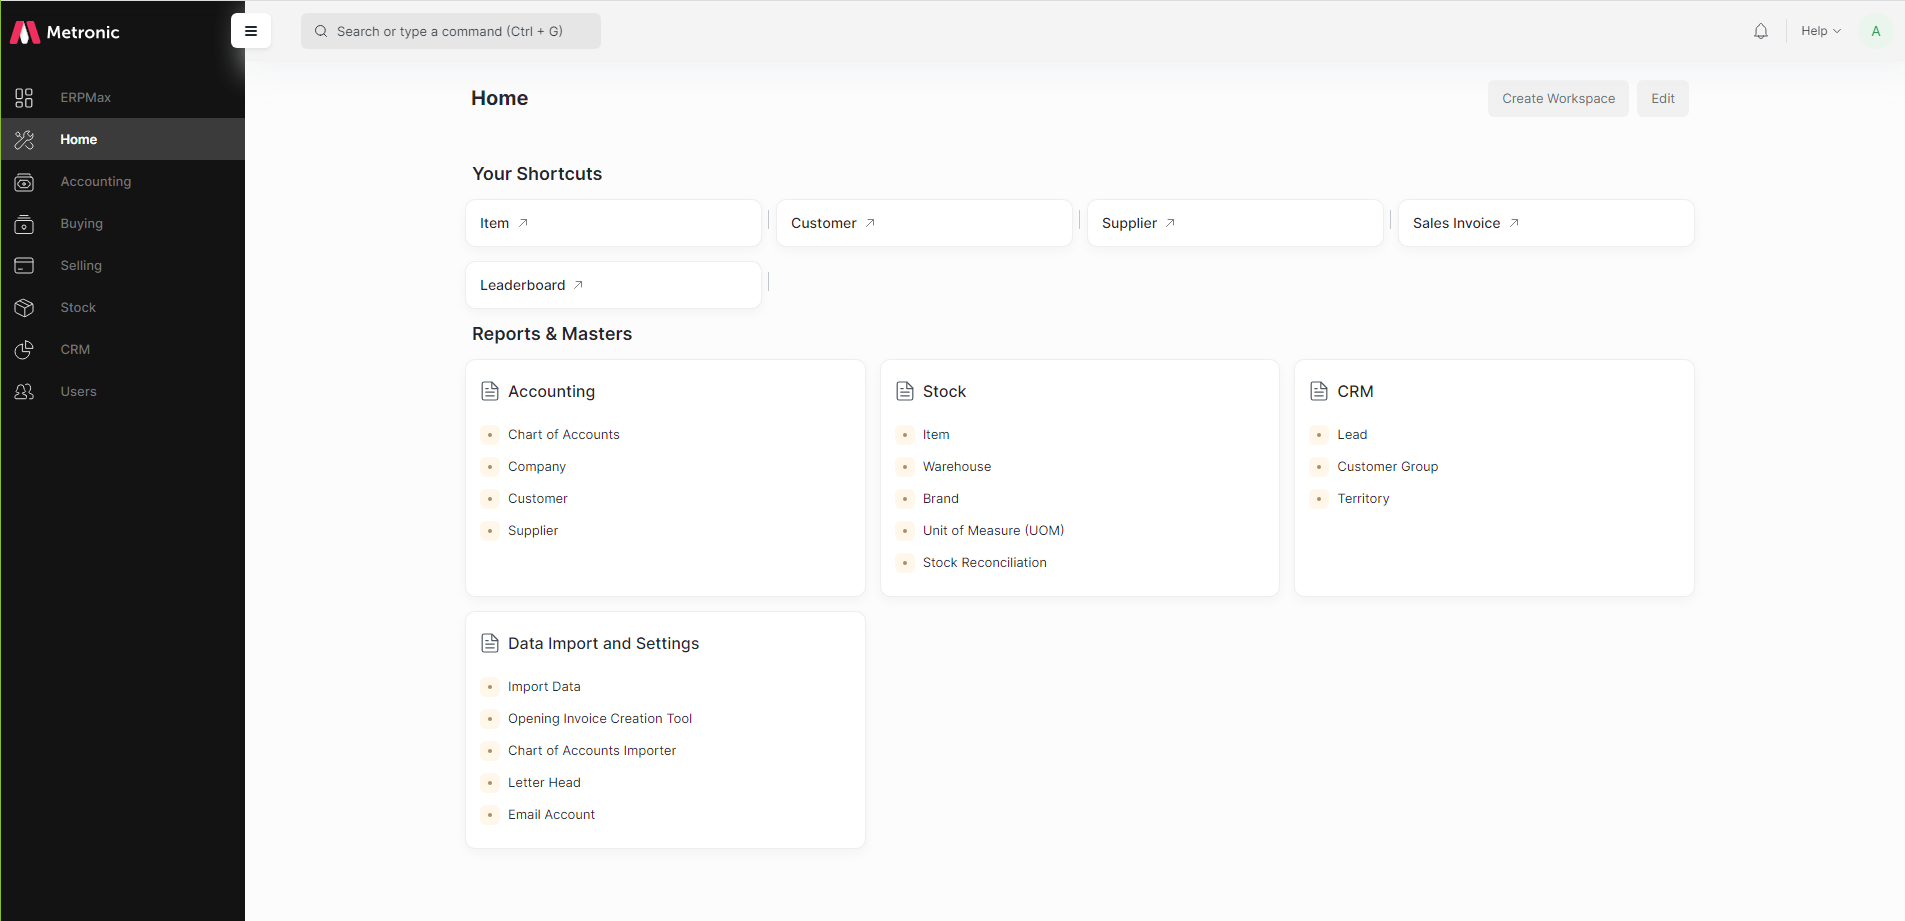 Metronic
Search or type a command (Ctrl + G)
Help
A
ERPMax
Home
Accounting
Buying
Selling
Stock
CRM
Users
Home
Create Workspace
Edit
Your Shortcuts
Item
Customer
Supplier
Sales Invoice
Leaderboard
Reports & Masters
Accounting
Chart of Accounts
Company
Customer
Supplier
Stock
Item
Warehouse
Brand
Unit of Measure (UOM)
Stock Reconciliation
CRM
Lead
Customer Group
Territory
Data Import and Settings
Import Data
Opening Invoice Creation Tool
Chart of Accounts Importer
Letter Head
Email Account